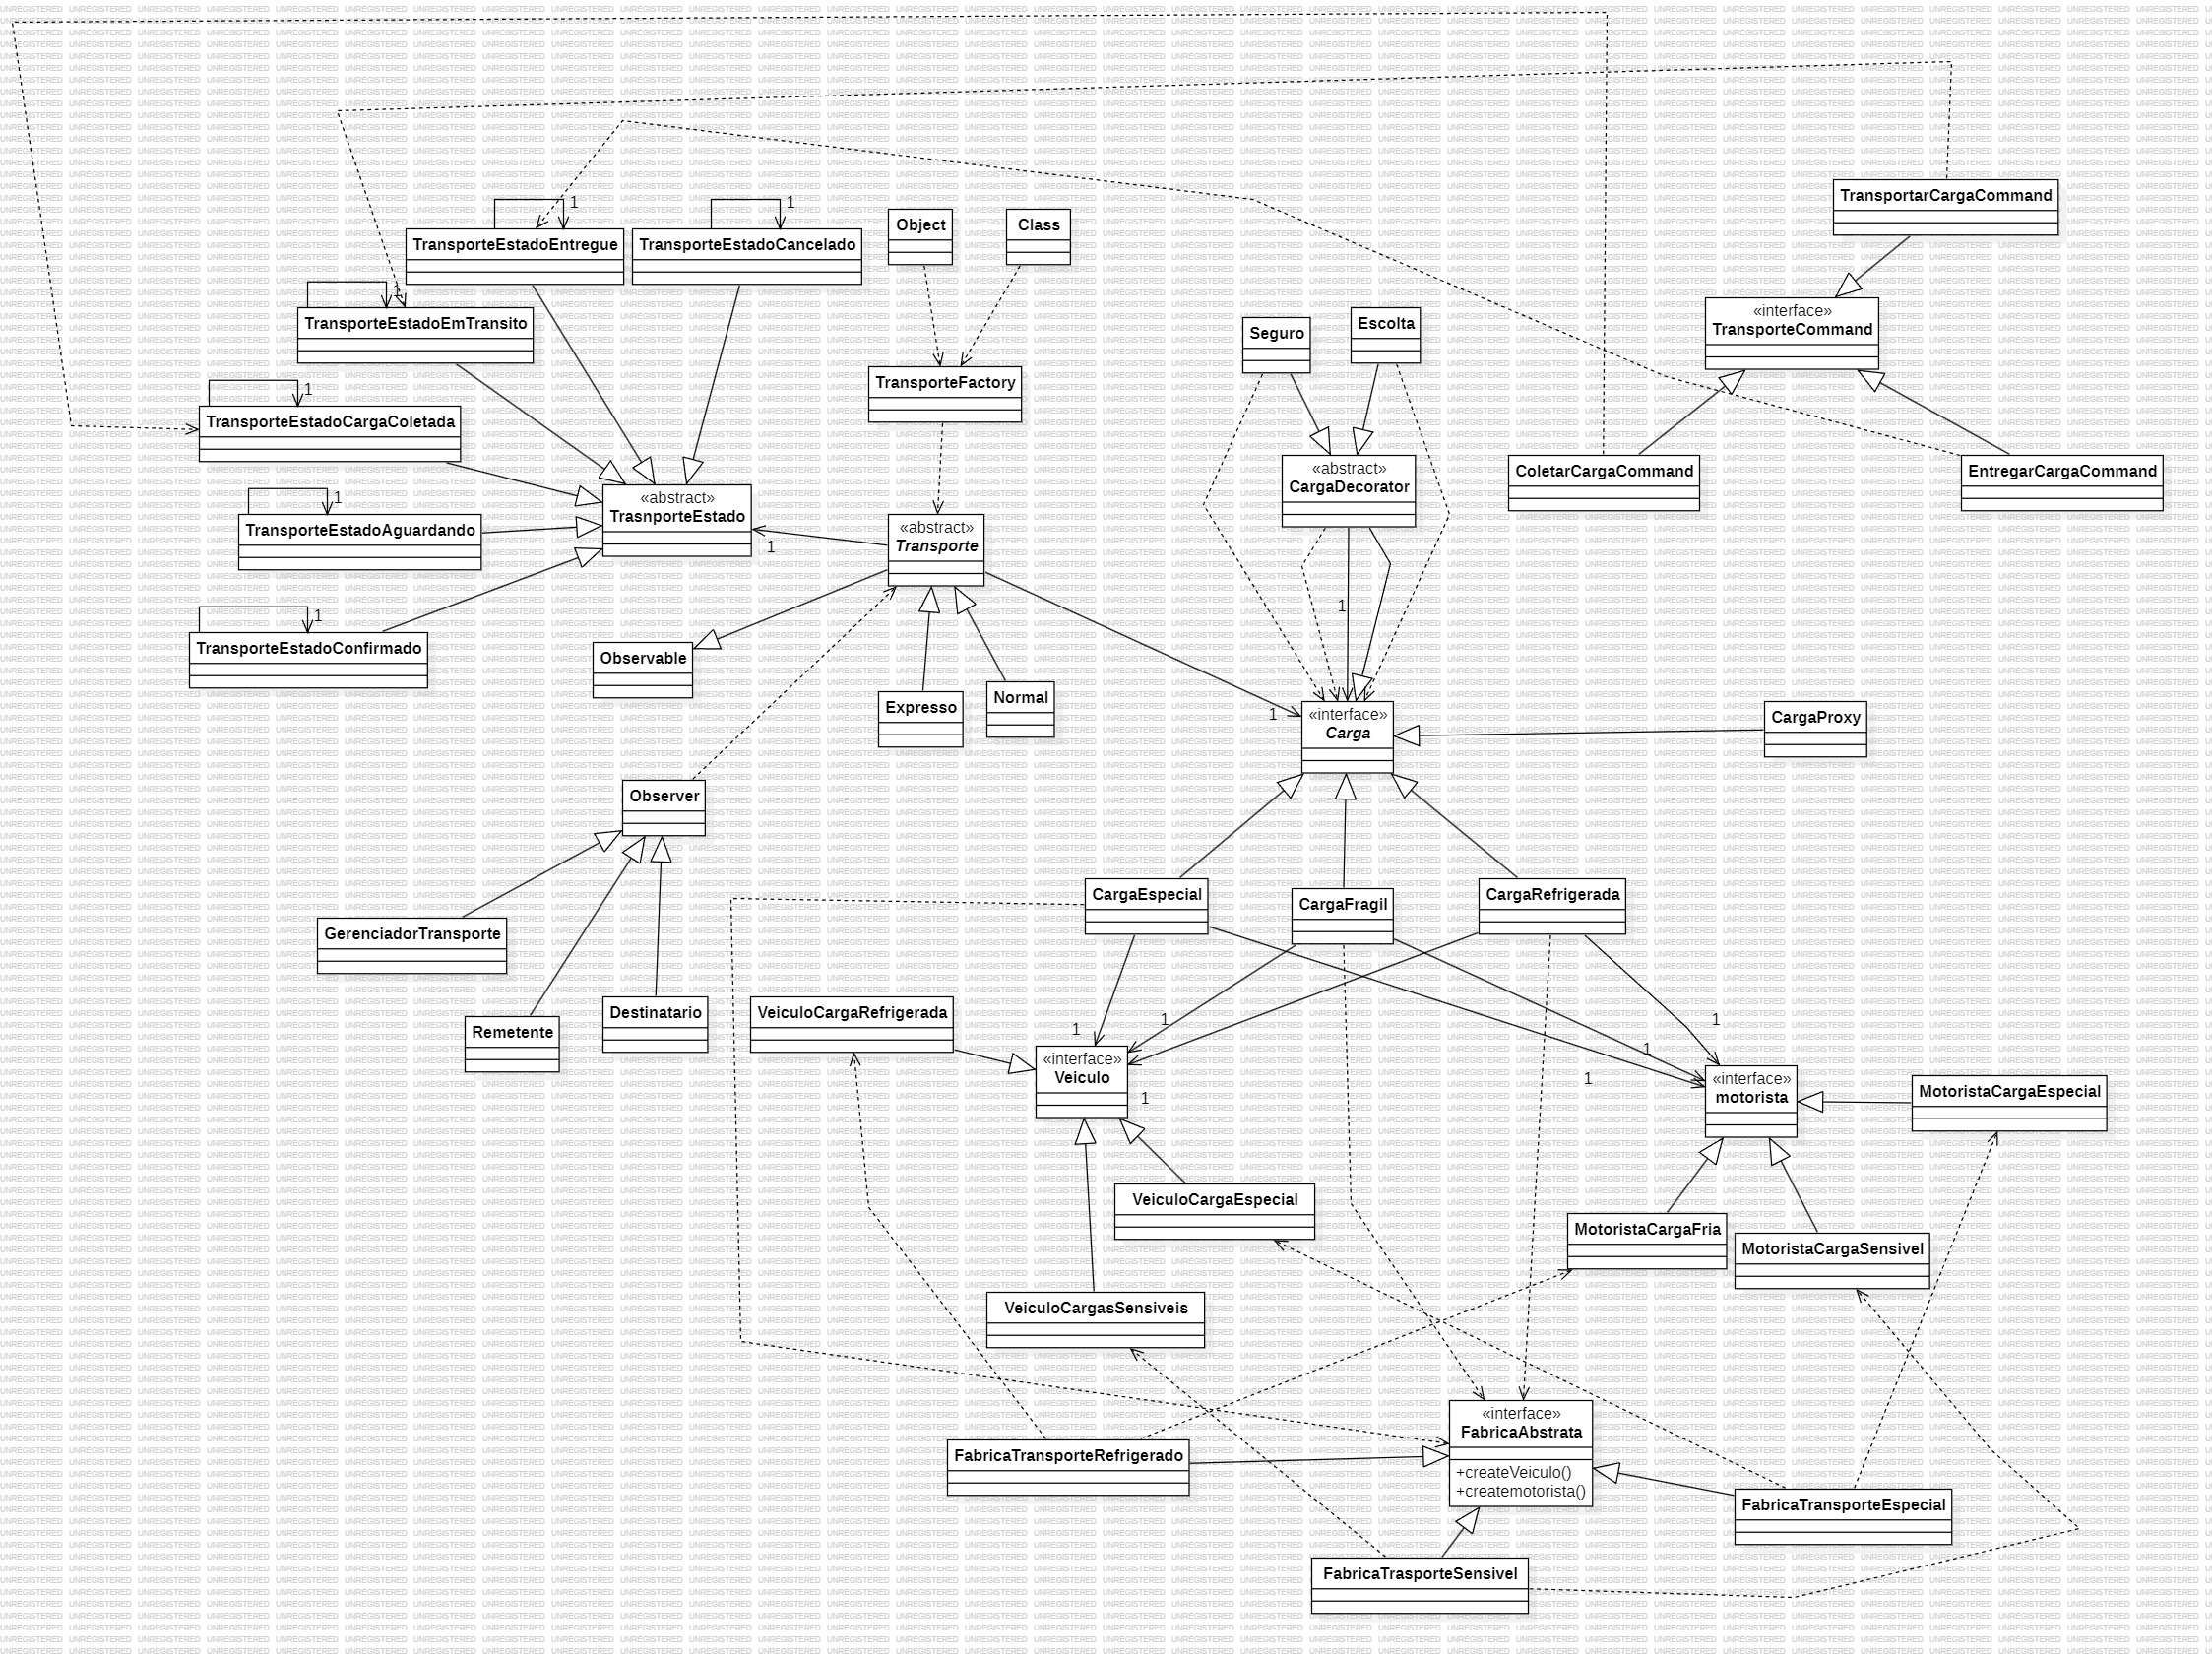 TransportarCargaCommand
Object
Class
TransporteEstadoEntregue
1
TransporteEstadoCancelado
1
«interface»
TransporteCommand
TransporteEstadoEmTransito
1
Seguro
Escolta
TransporteFactory
TransporteEstadoCargaColetada
1
«abstract»
CargaDecorator
ColetarCargaCommand
EntregarCargaCommand
«abstract»
TrasnporteEstado
1
TransporteEstadoAguardando
1
«abstract»
Transporte
TransporteEstadoConfirmado
1
Observable
1
Expresso
Normal
1
«interface»
Carga
CargaProxy
Observer
CargaEspecial
CargaFragil
CargaRefrigerada
GerenciadorTransporte
Remetente
Destinatario
VeiculoCargaRefrigerada
1
1
1
«interface»
Veiculo
1
1
1
«interface»
motorista
MotoristaCargaEspecial
VeiculoCargaEspecial
MotoristaCargaFria
MotoristaCargaSensivel
VeiculoCargasSensiveis
«interface»
FabricaAbstrata
+createVeiculo()
+createmotorista()
FabricaTransporteRefrigerado
FabricaTransporteEspecial
FabricaTrasporteSensivel
UNREGISTERED